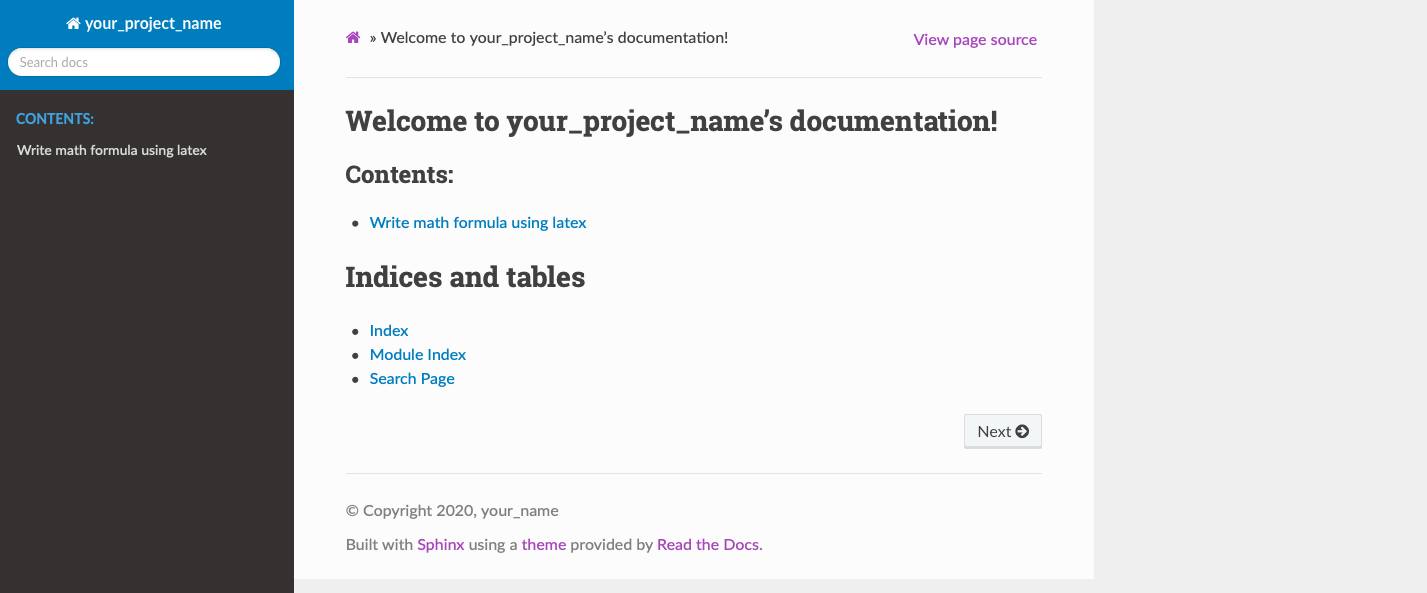 your_project_name
Search docs
CONTENTS:
Write math formula using latex
» Welcome to your_project_name’s documentation!
View page source
Welcome to your_project_name’s documentation!
Contents:
• Write math formula using latex
Indices and tables
• Index
• Module Index
• Search Page
Next
© Copyright 2020, your_name
Built with Sphinx using a theme provided by Read the Docs.